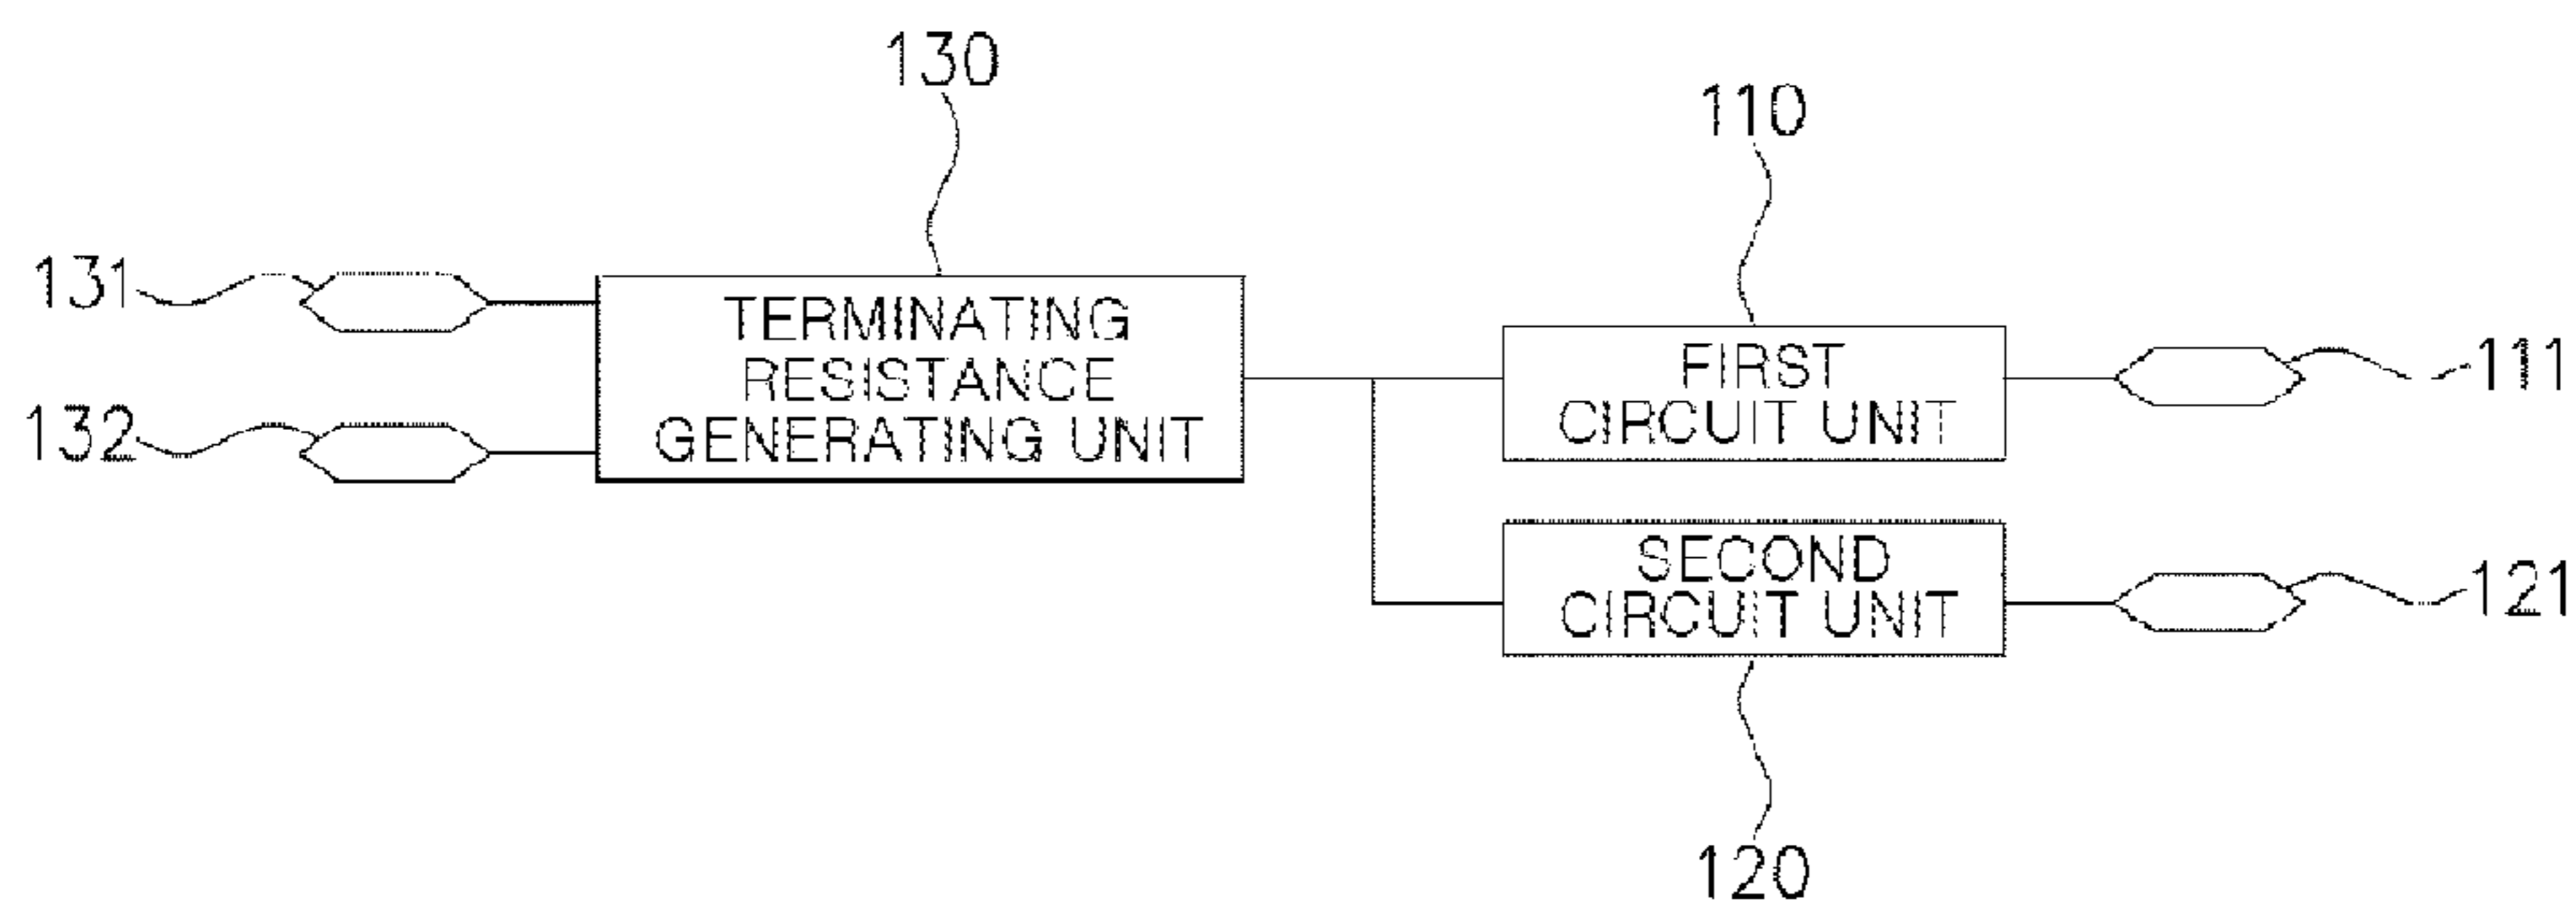 130
110
131
TERMINATING
RESISTANCE
GENERATING UNIT
FIRST
CIRCUIT UNIT
111
132
SECOND
CIRCUIT UNIT
121
120